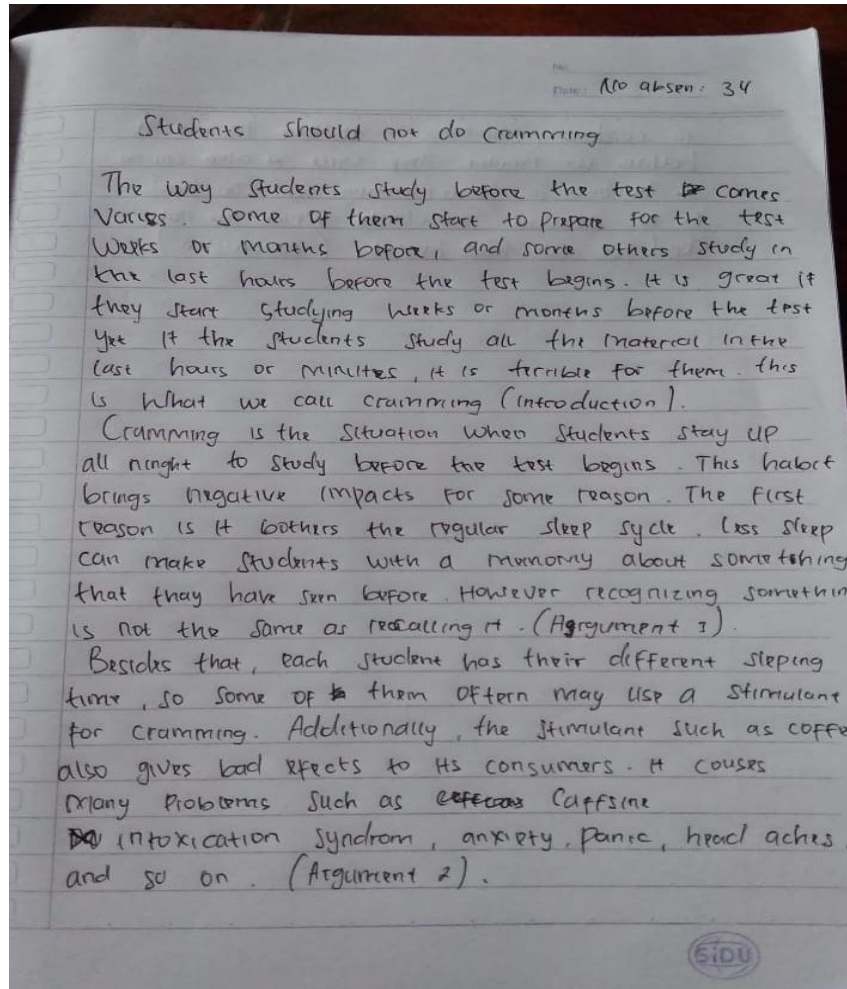 No
Date: No absen: 34
Students should not do Cramming
The way students study before the test comes
varies. Some of them start to prepare for the test
weeks or months before, and some others study in
the last hours before the test begins. It is great if
they start studying weeks or months before the test
yet if the students study all the material in the
last hours or minutes, it is terrible for them. this
is what we call cramming (introduction).
Cramming is the situation when students stay up
all ninght to study before the test begins. This habit
brings negative impacts for some reason. The first
reason is it bothers the regular sleep sycle. Less sleep
can make students with a momory about sometshing
that thay have seen before. However recognizing somethin
is not the same as recalling it. (Agrgument 1).
Besides that, each student has their different sleping
time, so some of them oftern may use a stimulant
for cramming. Additionally, the stimulant such as coffe
also gives bad efects to its consumers. It couses
many problems such as caffeine
intoxication syndrom, anxiety, panic, head aches
and so on. (Argument 2).
SiDU